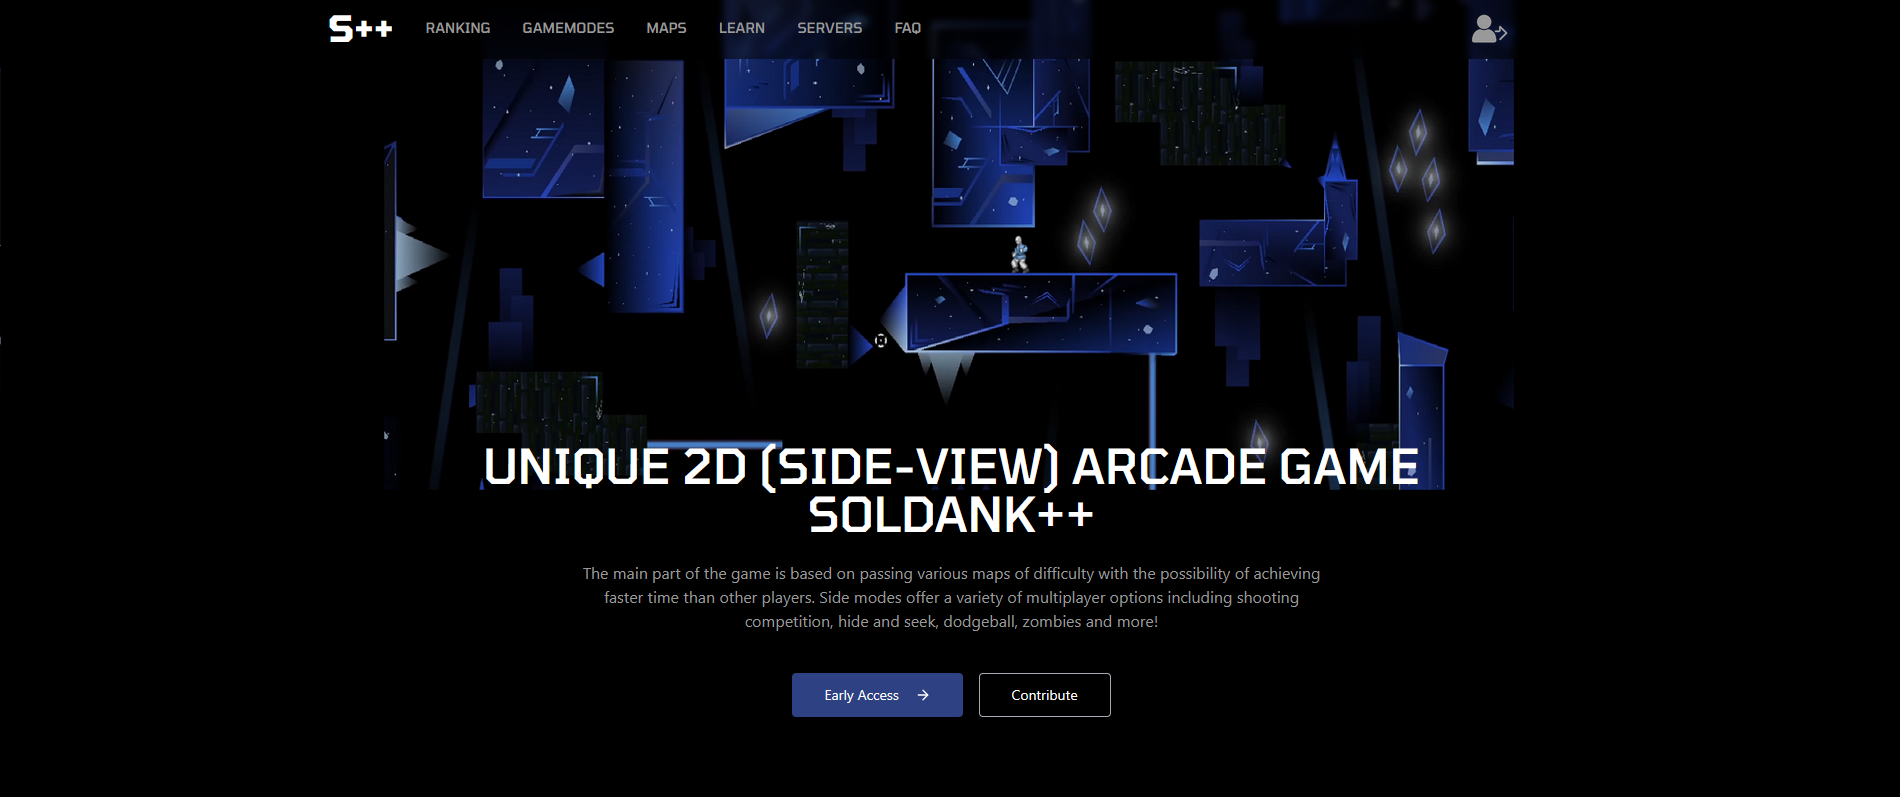 S++ RANKING GAMEMODES MAPS LEARN SERVERS FAQ
UNIQUE 2D (SIDE-VIEW) ARCADE GAME
SOLDANK++
The main part of the game is based on passing various maps of difficulty with the possibility of achieving
faster time than other players. Side modes offer a variety of multiplayer options including shooting
competition, hide and seek, dodgeball, zombies and more!
Early Access Contribute